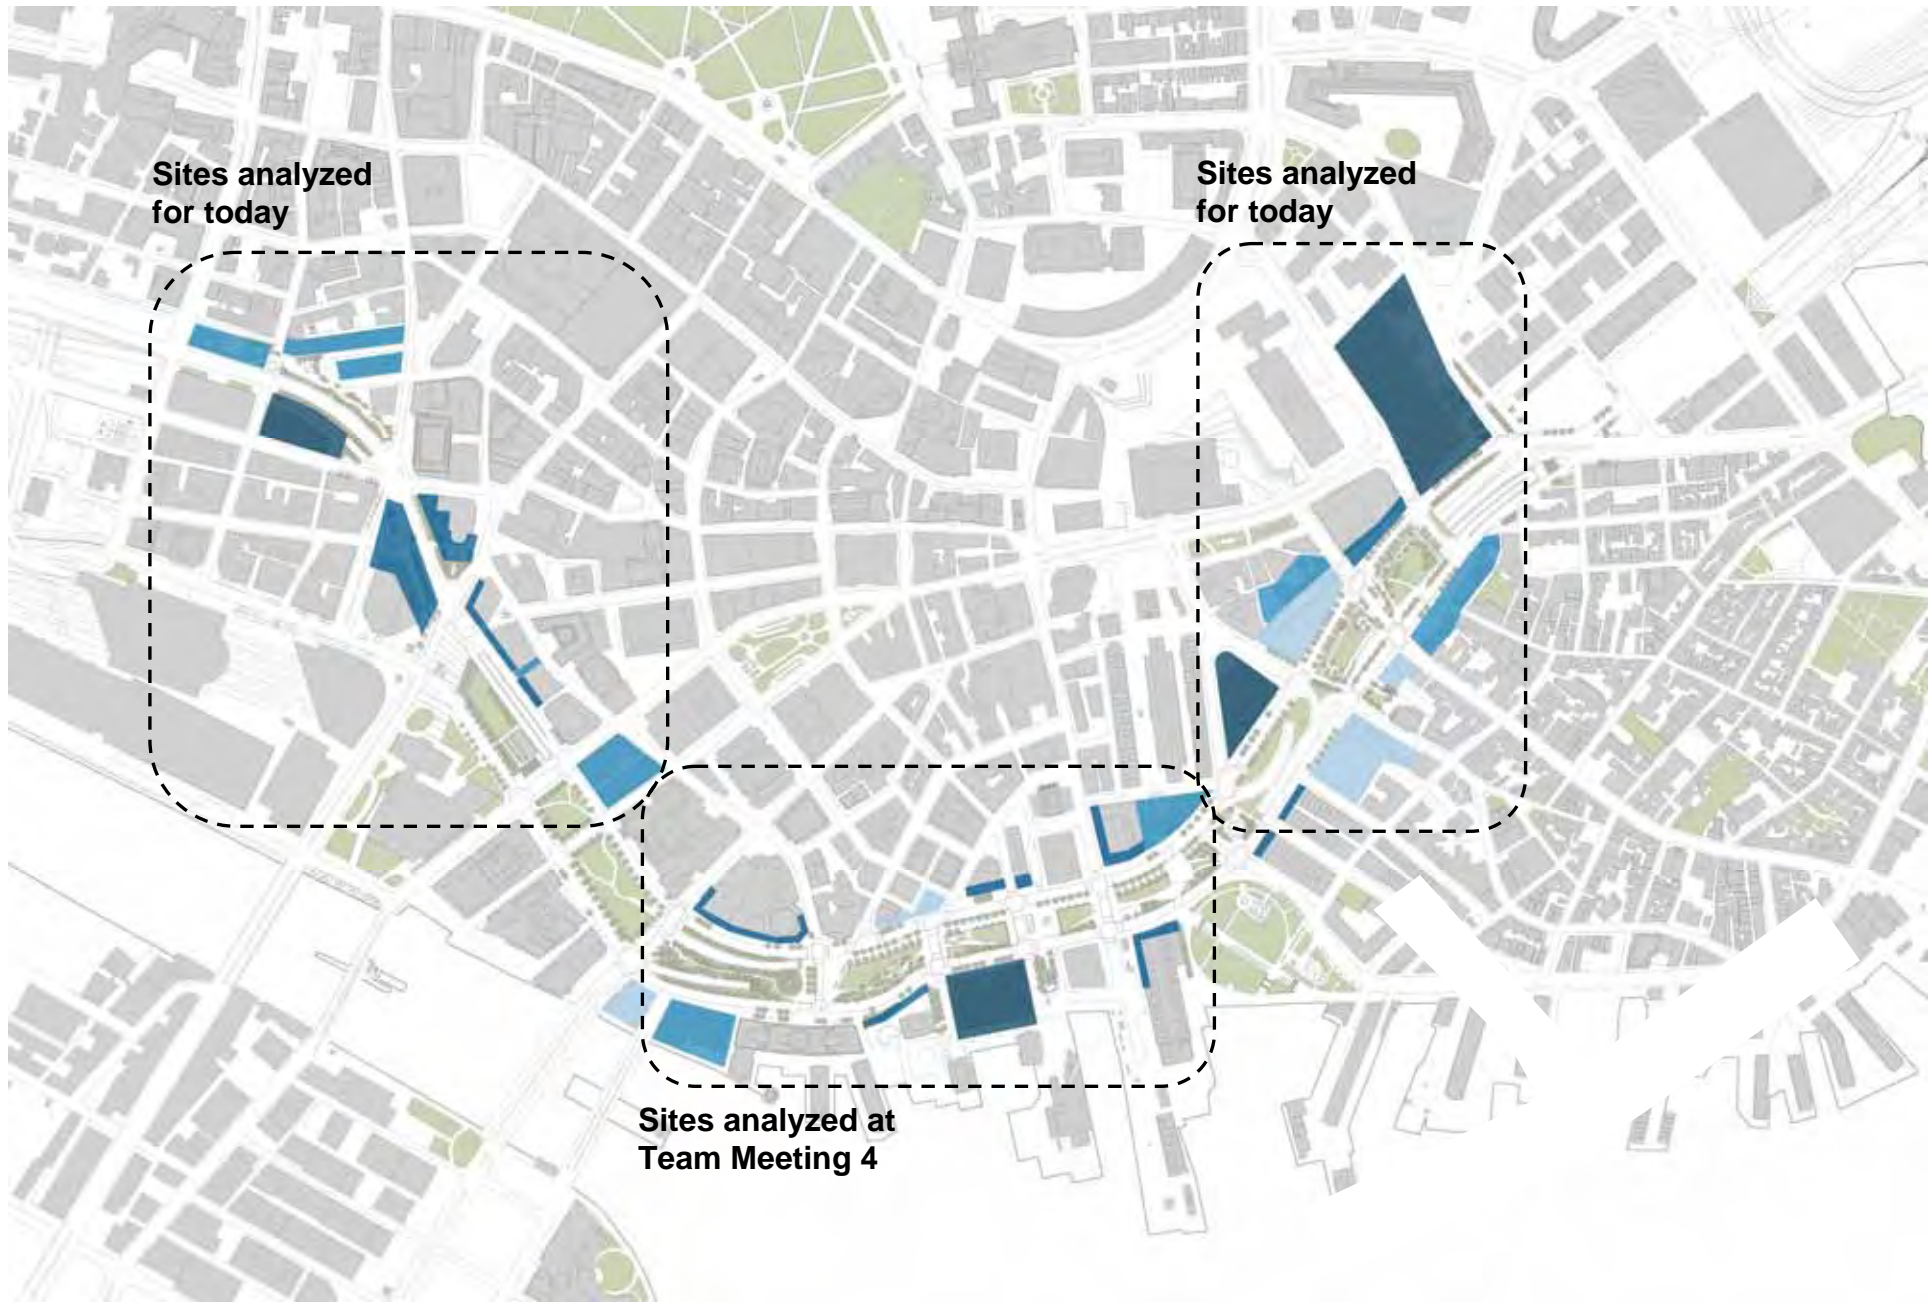 Sites analyzed
for today
Sites analyzed
for today
Sites analyzed at
Team Meeting 4